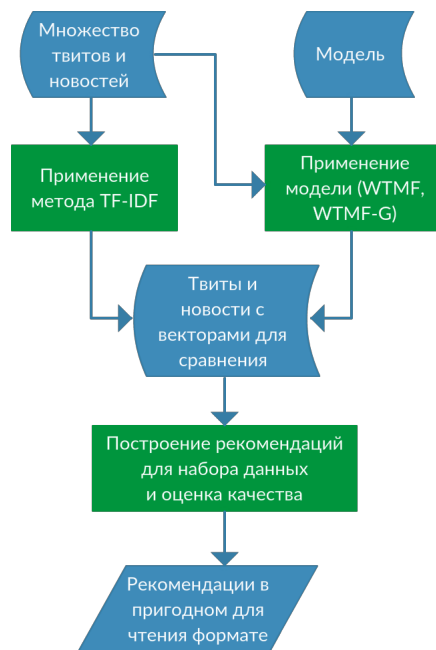 Множество
твитов и
новостей
Модель
Применение
метода TF-IDF
Применение
модели (WTMF,
WTMF-G)
Твиты и
новости с
векторами для
сравнения
Построение рекомендаций
для набора данных
и оценка качества
Рекомендации в
пригодном для
чтения формате